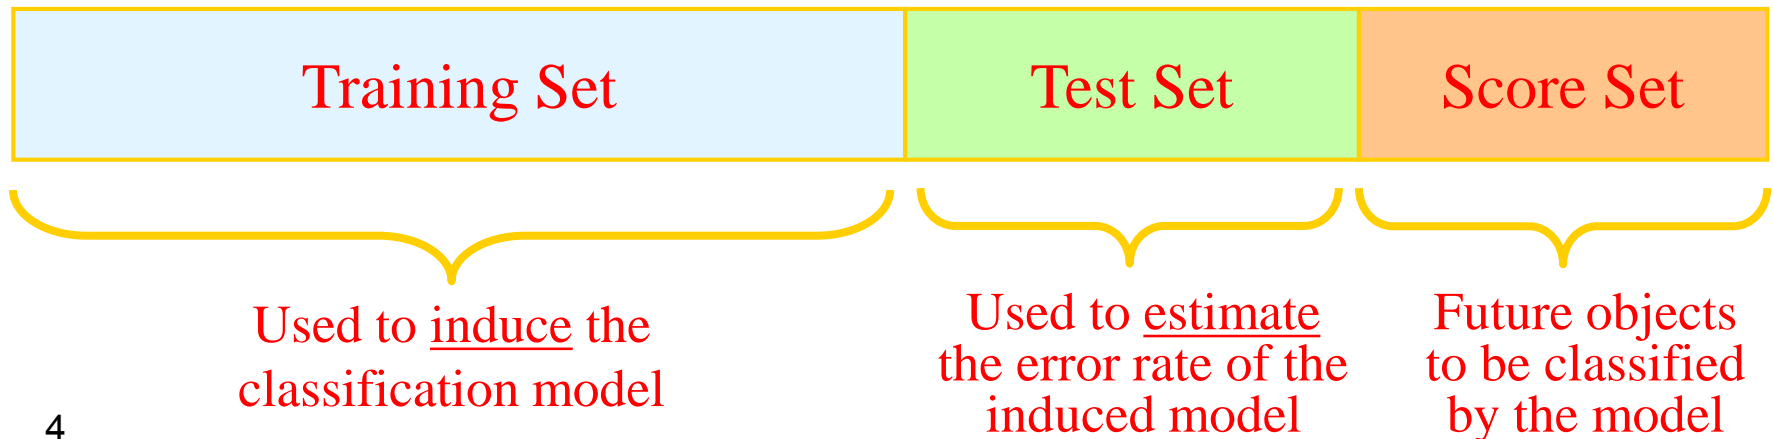 Training Set
Test Set
Score Set
Used to induce the
classification model
Used to estimate
the error rate of the
induced model
Future objects
to be classified
by the model
4